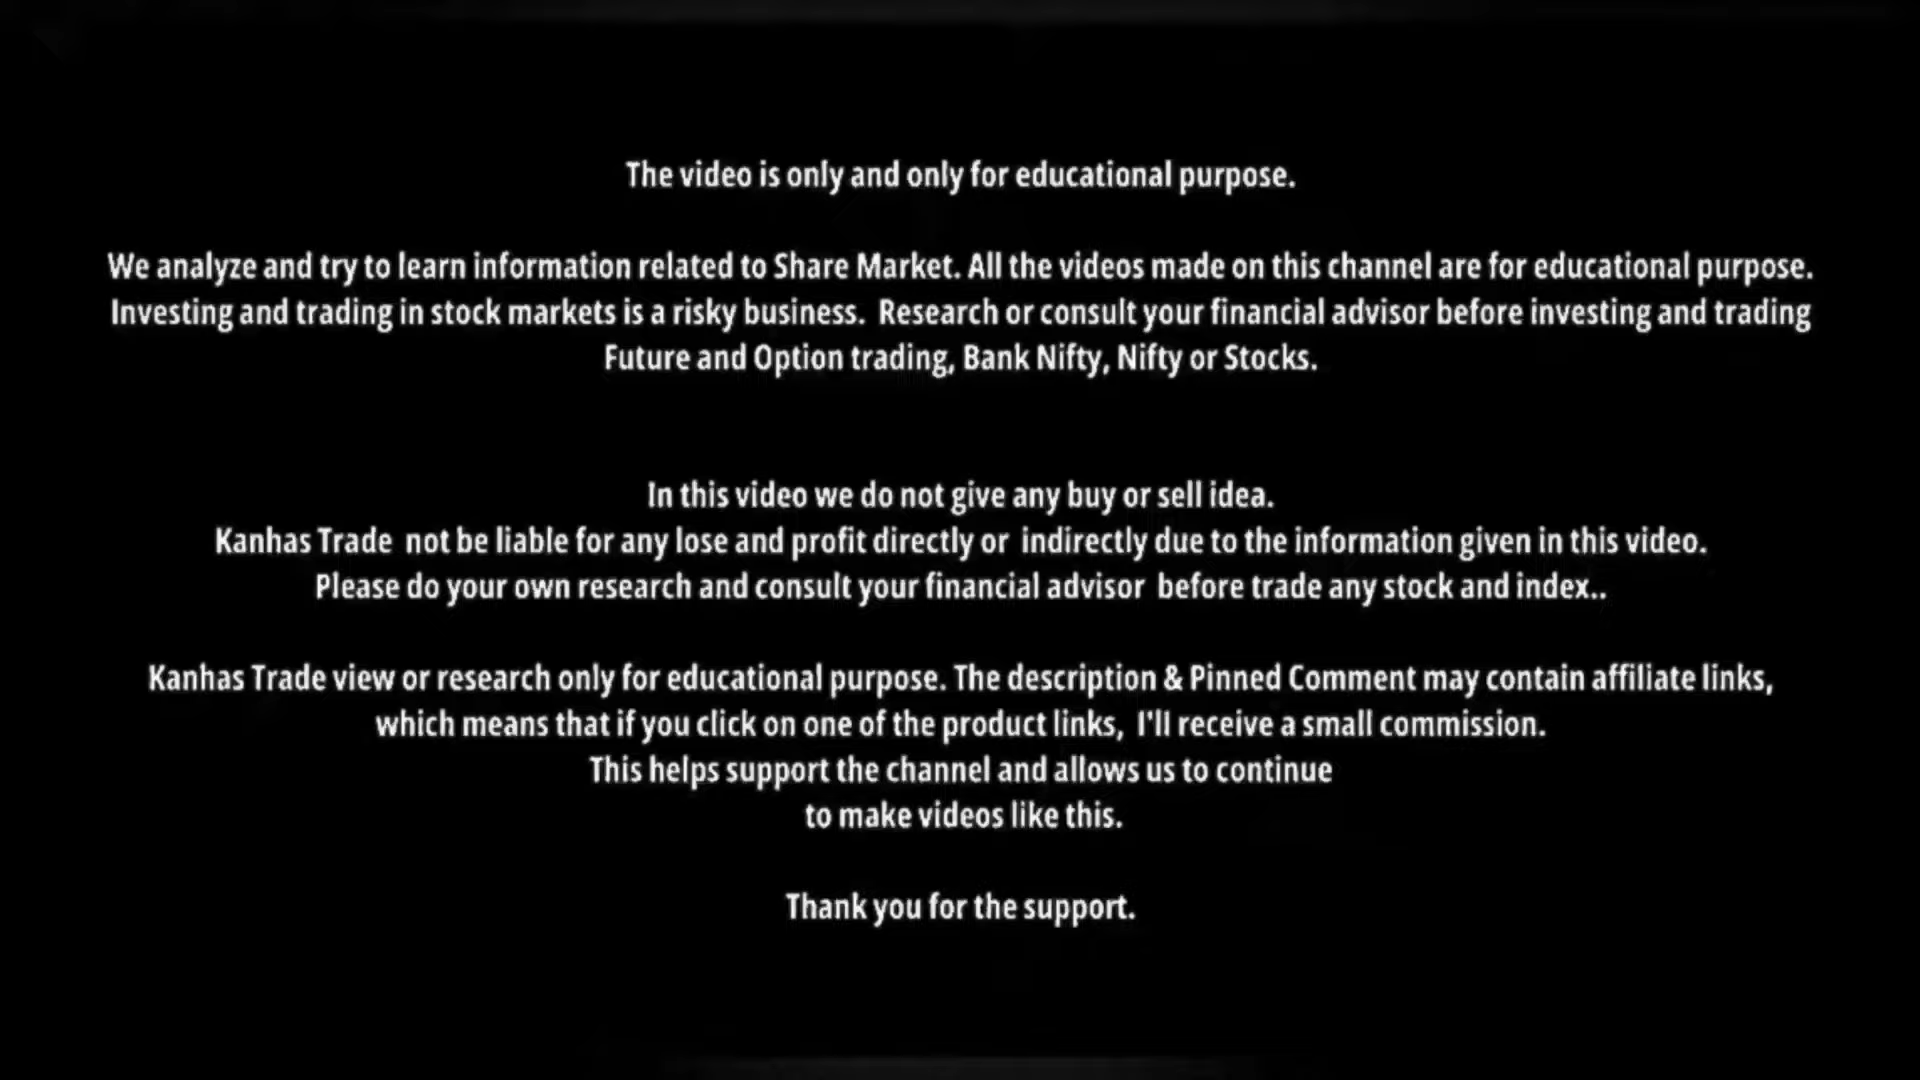 The video is only and only for educational purpose.
We analyze and try to learn information related to Share Market. All the videos made on this channel are for educational purpose.
Investing and trading in stock markets is a risky business.  Research or consult your financial advisor before investing and trading
Future and Option trading, Bank Nifty, Nifty or Stocks.
In this video we do not give any buy or sell idea.
Kanhas Trade  not be liable for any lose and profit directly or  indirectly due to the information given in this video.
Please do your own research and consult your financial advisor  before trade any stock and index..
Kanhas Trade view or research only for educational purpose. The description & Pinned Comment may contain affiliate links,
which means that if you click on one of the product links,  I'll receive a small commission.
This helps support the channel and allows us to continue
to make videos like this.
Thank you for the support.